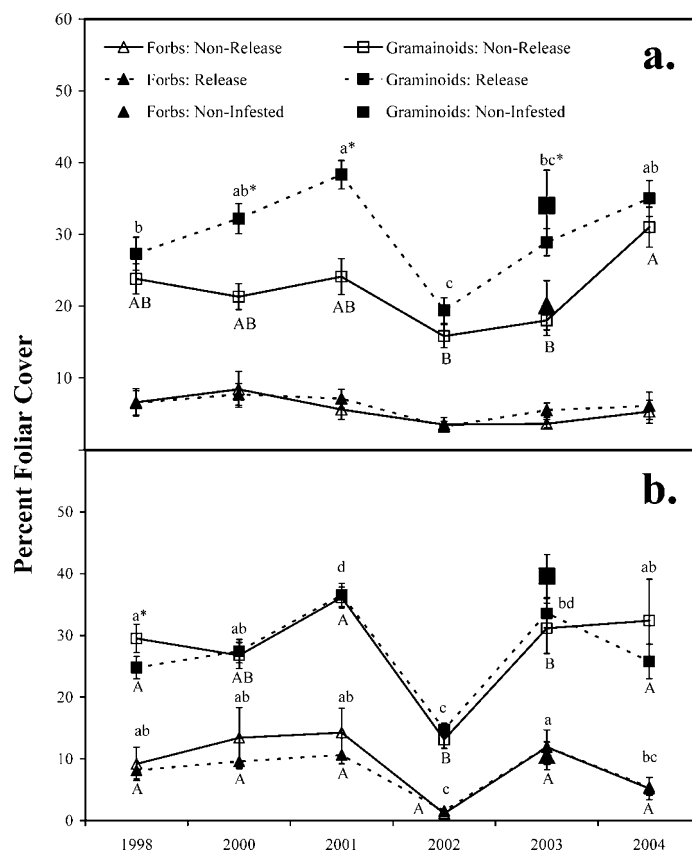 60
Forbs: Non-Release
Gramainoids: Non-Release
a.
Forbs: Release
Graminoids: Release
50
Forbs: Non-Infested
Graminoids: Non-Infested
a*
bc*
40
ab*
ab
b
30
AB
AB
AB
c
A
20
B
B
10
Percent Foliar Cover
b.
50
d
ab
40
a*
ab
bd
30
A
AB
A
B
A
20
ab
ab
ab
c
B
a
10
bc
A
A
A
A
c
A
A
0
1998
2000
2001
2002
2003
2004